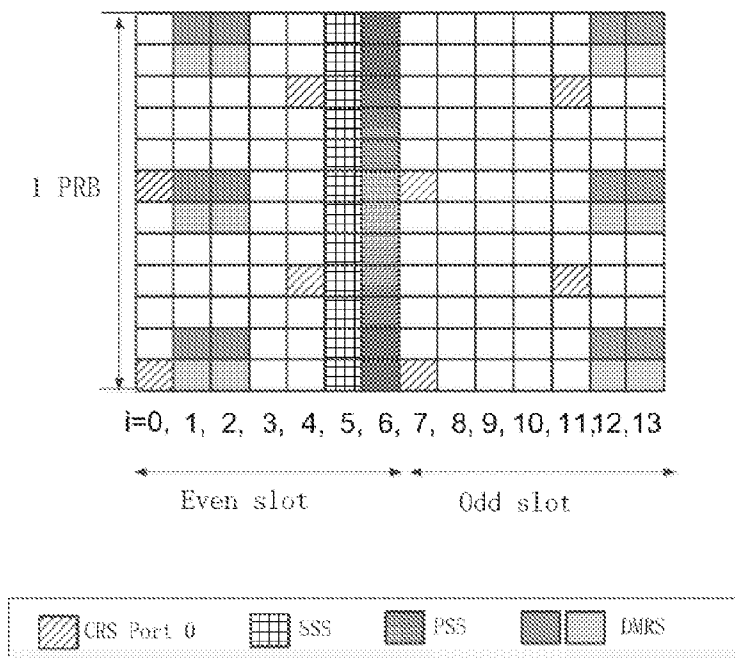 1 PRB
i=0, 1, 2, 3, 4, 5, 6, 7, 8, 9, 10, 11,12,13
Even slot
Odd slot
CRS Port 0
SSS
PSS
DMRS